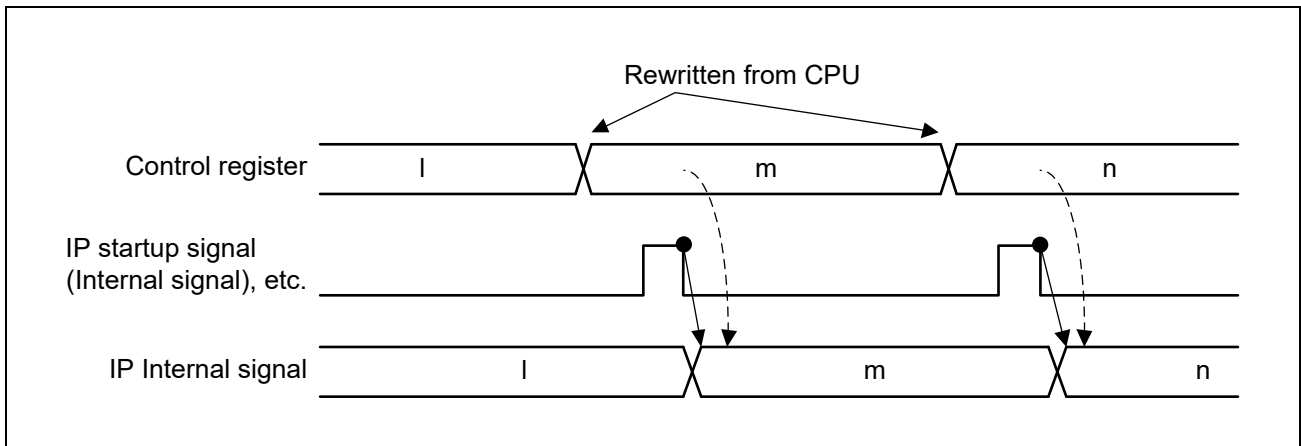 Rewritten from CPU
Control register
l
m
n
IP startup signal
(Internal signal), etc.
IP Internal signal
l
m
n